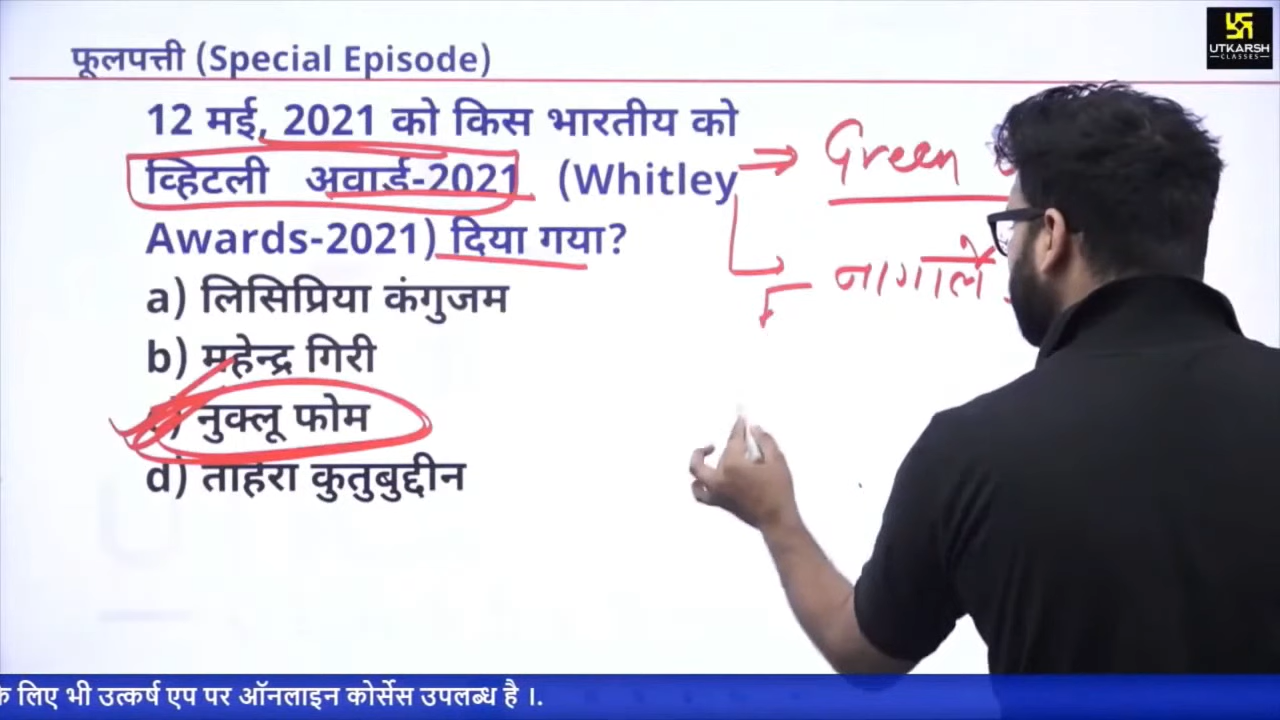 फूलपत्ती (Special Episode)
UTKARSH
CLASSES
12 मई, 2021 को किस भारतीय को
व्हिटली अवार्ड-2021 (Whitley
Awards-2021) दिया गया?
Green
a) लिसिप्रिया कंगुजम
b) महेन्द्र गिरी
c) नुक्लू फोम
d) ताहेरा कुतुबुद्दीन
के लिए भी उत्कर्ष एप पर ऑनलाइन कोर्सेस उपलब्ध है ।.